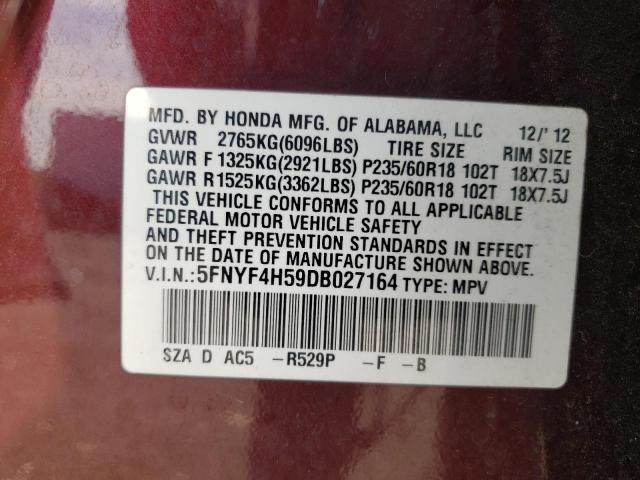 MFD. BY HONDA MFG. OF ALABAMA, LLC 12/'12
GVWR 2765KG(6096LBS) TIRE SIZE RIM SIZE
GAWR F 1325KG(2921LBS) P235/60R18 102T 18X7.5J
GAWR R 1525KG(3362LBS) P235/60R18 102T 18X7.5J
THIS VEHICLE CONFORMS TO ALL APPLICABLE
FEDERAL MOTOR VEHICLE SAFETY
AND THEFT PREVENTION STANDARDS IN EFFECT
ON THE DATE OF MANUFACTURE SHOWN ABOVE.
V.I.N.:5FNYF4H59DB027164 TYPE: MPV
SZA D AC5 -R529P -F -B